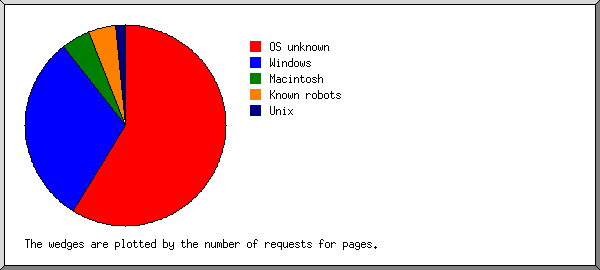 OS unknown
Windows
Macintosh
Known robots
Unix
The wedges are plotted by the number of requests for pages.